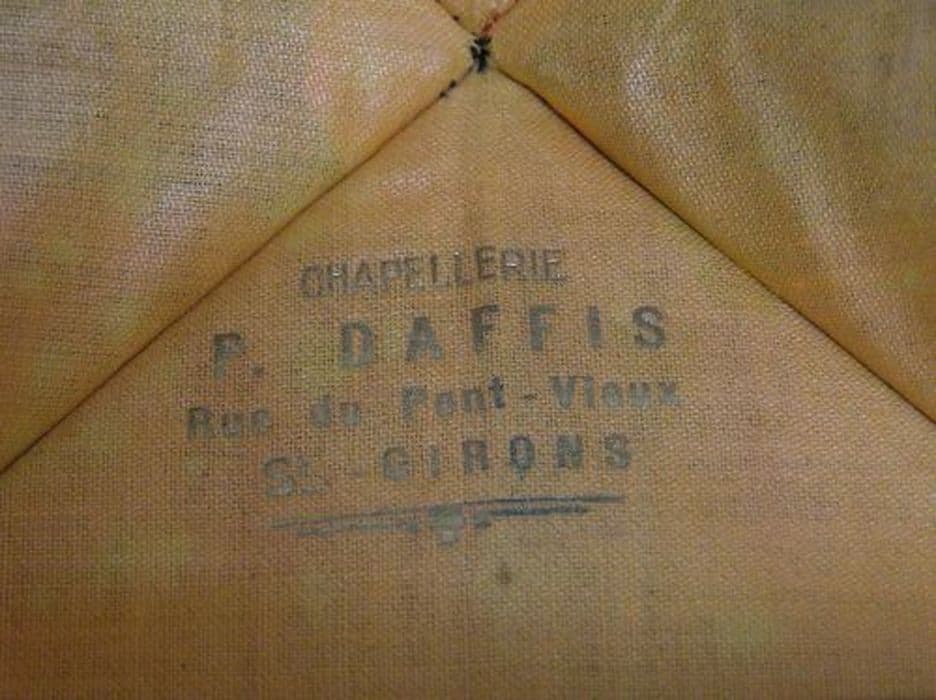 CHAPELLERIE
P. DAFFIS
Rue du Pont-Vieux
St-GIRONS